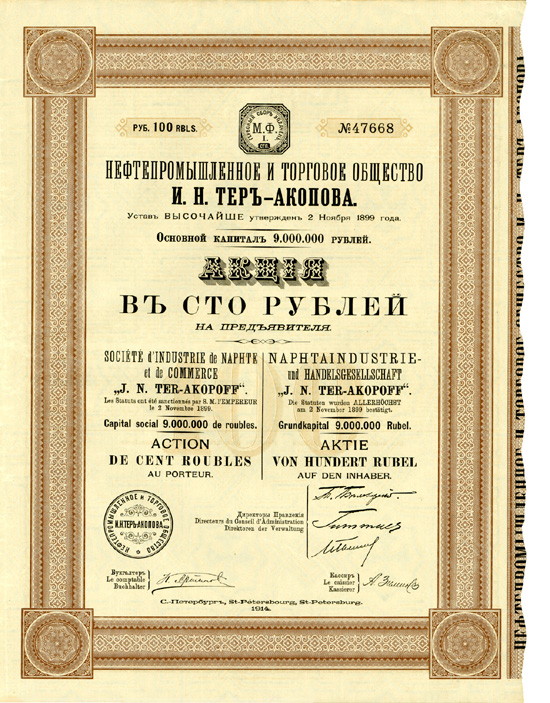 М.Ф.
I.
РУБ. 100 RBLS.
№47668
НЕФТЕПРОМЫШЛЕННОЕ И ТОРГОВОЕ ОБЩЕСТВО
И. Н. ТЕРЪ-АКОПОВА.
Уставъ ВЫСОЧАЙШЕ утвержденъ 2 Ноября 1899 года.
ОСНОВНОЙ КАПИТАЛЪ 9.000.000 РУБЛЕЙ.
АКЦІЯ
ВЪ СТО РУБЛЕЙ
НА ПРЕДЪЯВИТЕЛЯ.
SOCIÉTÉ d'INDUSTRIE de NAPHTE
et de COMMERCE
„J. N. TER-AKOPOFF".
Les Statuts ont été sanctionnés par S. M. l'EMPEREUR
le 2 Novembre 1899.
Capital social 9.000.000 de roubles.
ACTION
DE CENT ROUBLES
AU PORTEUR.
NAPHTAINDUSTRIE-
und HANDELSGESELLSCHAFT
„J. N. TER-AKOPOFF".
Die Statuten wurden ALLERHÖCHST
am 2 November 1899 bestätigt.
Grundkapital 9.000.000 Rubel.
AKTIE
VON HUNDERT RUBEL
AUF DEN INHABER.
НЕФТЕПРОМЫШЛЕННОЕ И ТОРГОВОЕ ОБЩЕСТВО
И.Н.ТЕРЪ-АКОПОВА.
Директоры Правленія
Directeurs du Conseil d'Administration
Direktoren der Verwaltung
Бухгалтеръ
Le comptable
Buchhalter
Кассиръ
Le caissier
Kassierer
С.-Петербургъ, St-Pétersbourg, St-Petersburg.
1914.